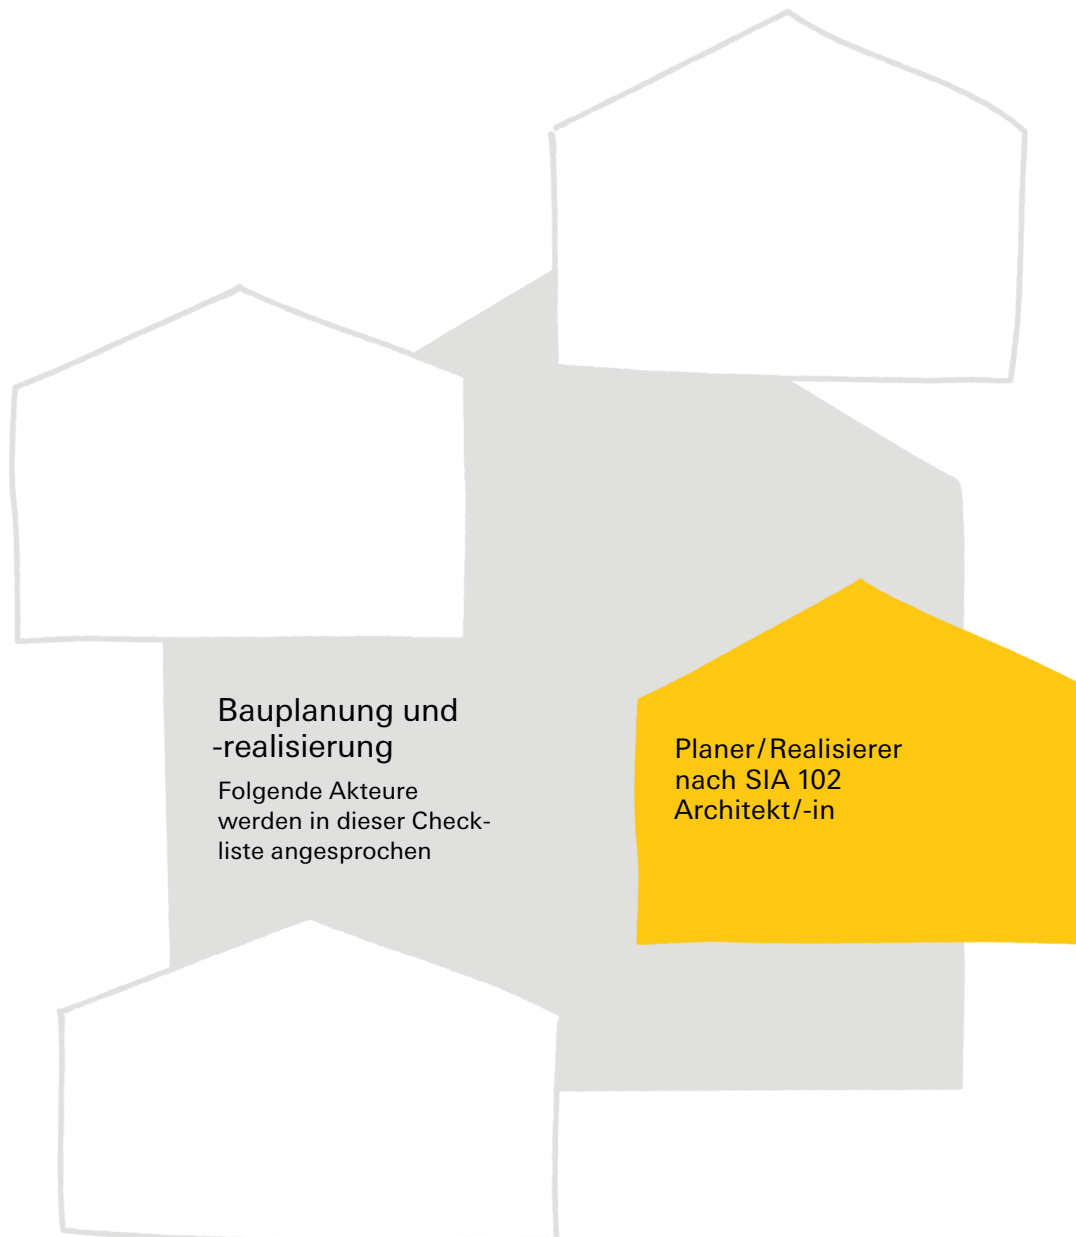 Bauplanung und
-realisierung
Folgende Akteure
werden in dieser Check-
liste angesprochen
Planer/Realisierer
nach SIA 102
Architekt/-in